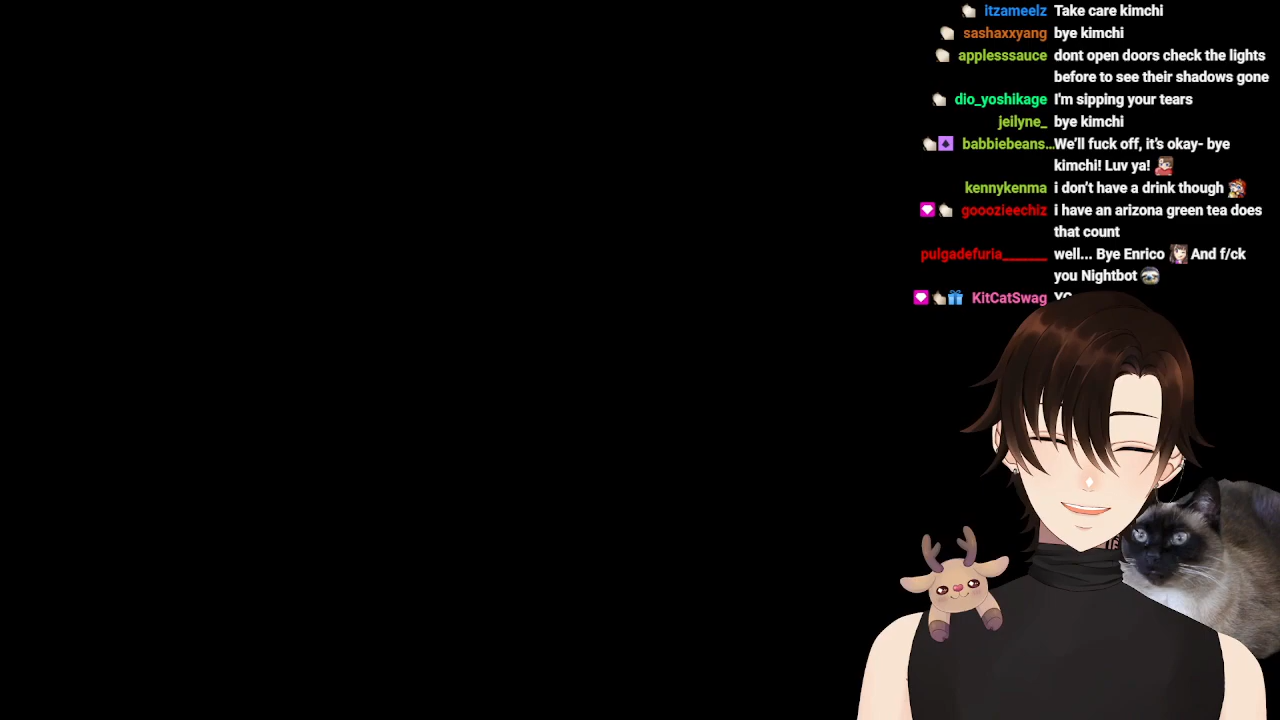 itzameelz Take care kimchi
sashaxxyang bye kimchi
applesssauce dont open doors check the lights
before to see their shadows gone
dio_yoshikage I'm sipping your tears
jeilyne_ bye kimchi
babbiebeans... We’ll fuck off, it’s okay- bye
kimchi! Luv ya!
kennykenma i don’t have a drink though
gooozieechiz i have an arizona green tea does
that count
pulgadefuria______ well... Bye Enrico And f/ck
you Nightbot
KitCatSwag